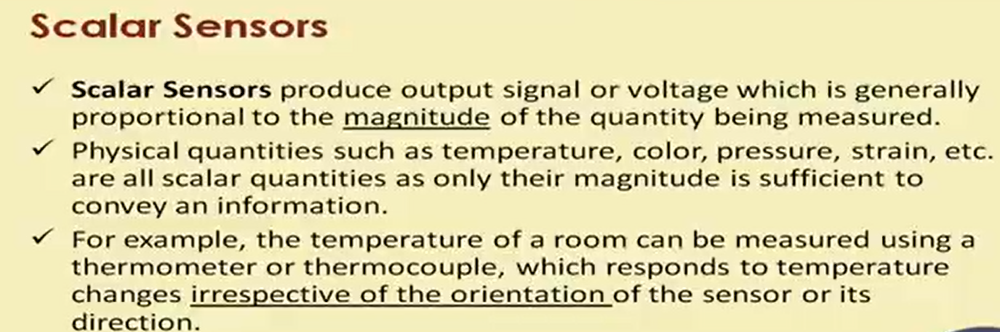 Scalar Sensors
✓ Scalar Sensors produce output signal or voltage which is generally
proportional to the magnitude of the quantity being measured.
✓ Physical quantities such as temperature, color, pressure, strain, etc.
are all scalar quantities as only their magnitude is sufficient to
convey an information.
✓ For example, the temperature of a room can be measured using a
thermometer or thermocouple, which responds to temperature
changes irrespective of the orientation of the sensor or its
direction.